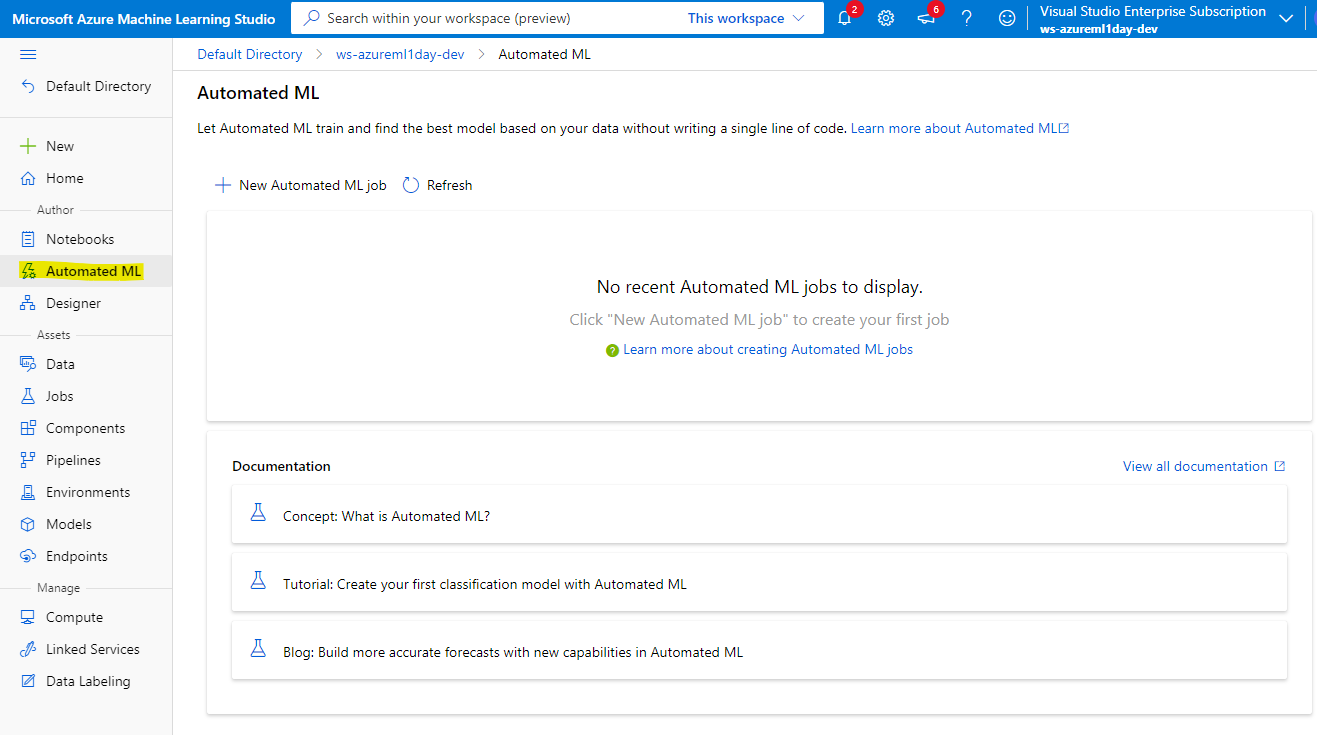 Microsoft Azure Machine Learning Studio
Search within your workspace (preview)
This workspace
2
6
?
Visual Studio Enterprise Subscription
ws-azureml1day-dev
Default Directory
New
Home
Author
Notebooks
Automated ML
Designer
Assets
Data
Jobs
Components
Pipelines
Environments
Models
Endpoints
Manage
Compute
Linked Services
Data Labeling
Default Directory > ws-azureml1day-dev > Automated ML
Automated ML
Let Automated ML train and find the best model based on your data without writing a single line of code. Learn more about Automated ML
New Automated ML job
Refresh
No recent Automated ML jobs to display.
Click "New Automated ML job" to create your first job
? Learn more about creating Automated ML jobs
Documentation
View all documentation
Concept: What is Automated ML?
Tutorial: Create your first classification model with Automated ML
Blog: Build more accurate forecasts with new capabilities in Automated ML